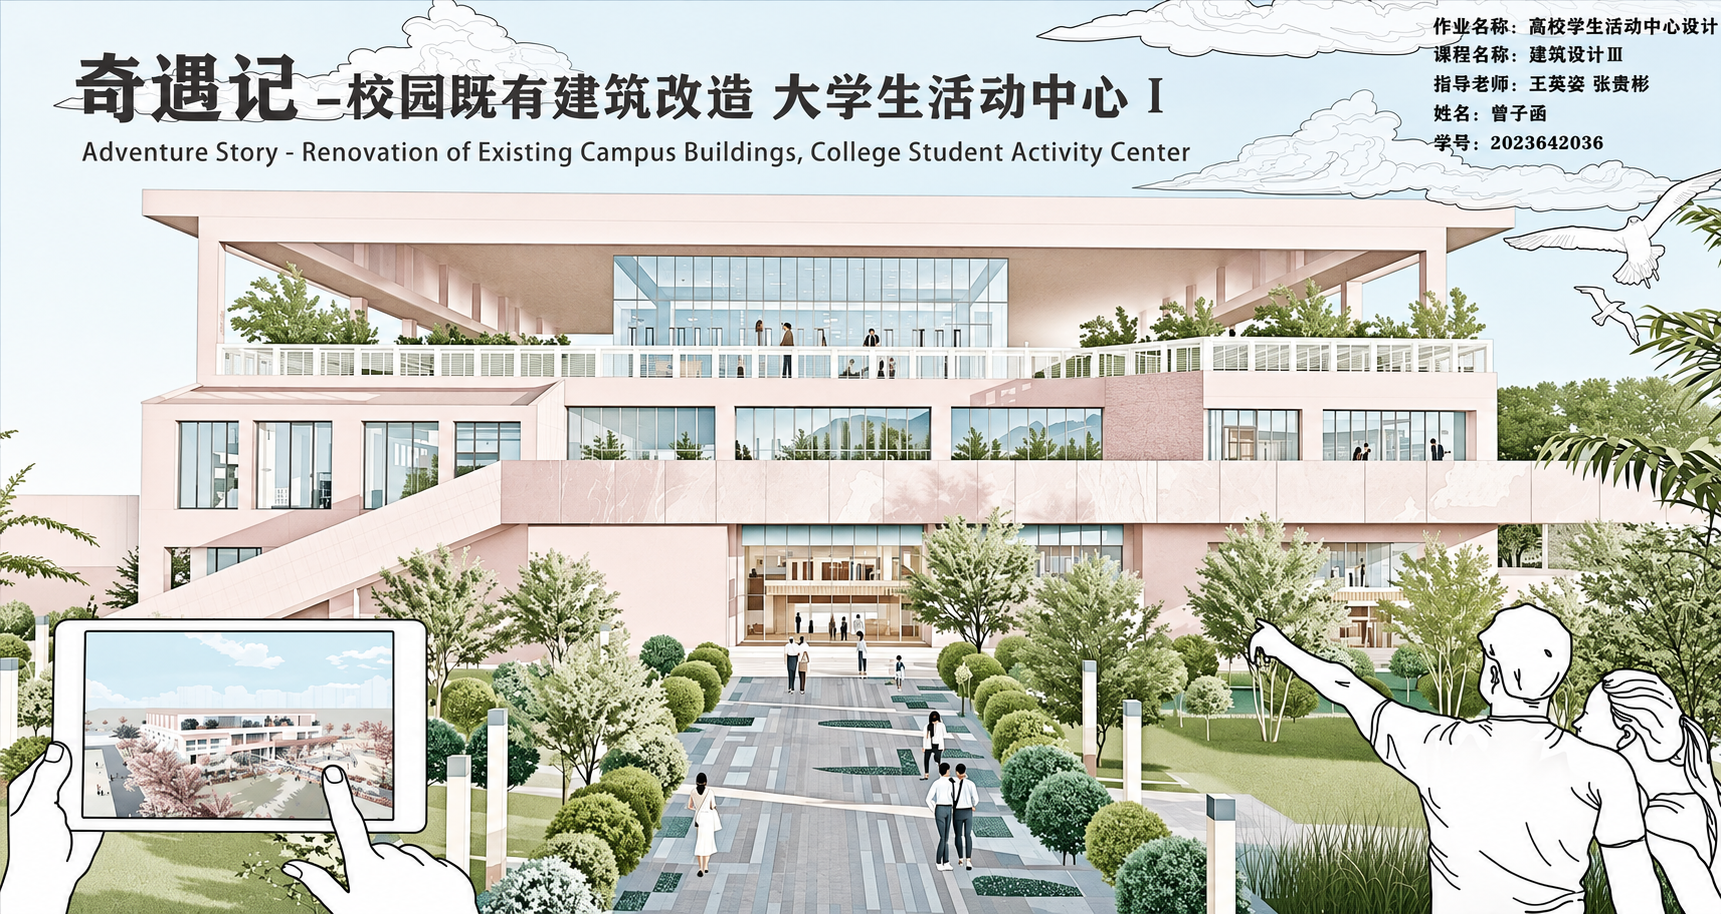 奇遇记 -校园既有建筑改造 大学生活动中心 I
Adventure Story - Renovation of Existing Campus Buildings, College Student Activity Center
作业名称：高校学生活动中心设计
课程名称：建筑设计Ⅲ
指导老师：王英姿 张贵彬
姓名：曾子函
学号：2023642036